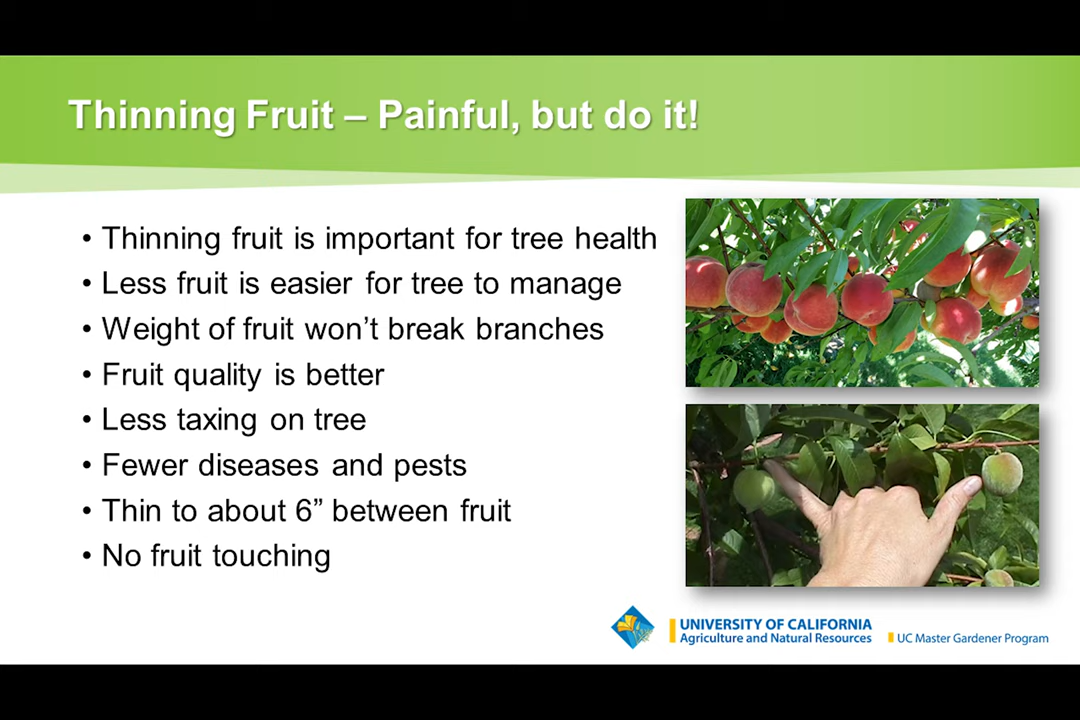 Thinning Fruit – Painful, but do it!
• Thinning fruit is important for tree health
• Less fruit is easier for tree to manage
• Weight of fruit won’t break branches
• Fruit quality is better
• Less taxing on tree
• Fewer diseases and pests
• Thin to about 6” between fruit
• No fruit touching
UNIVERSITY OF CALIFORNIA
Agriculture and Natural Resources
UC Master Gardener Program